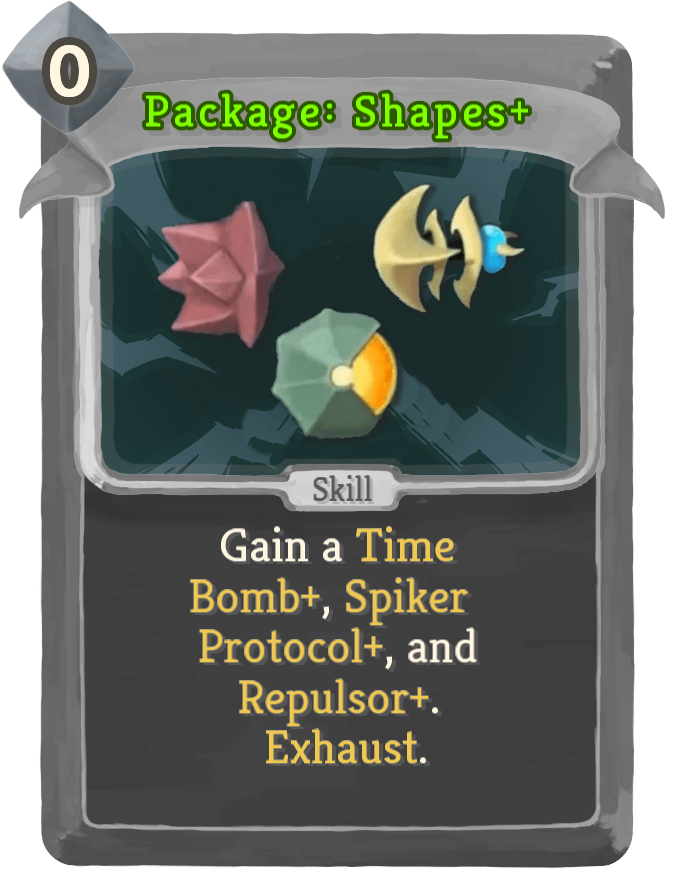 0
Package: Shapes+
Skill
Gain a Time
Bomb+, Spiker
Protocol+, and
Repulsor+.
Exhaust.